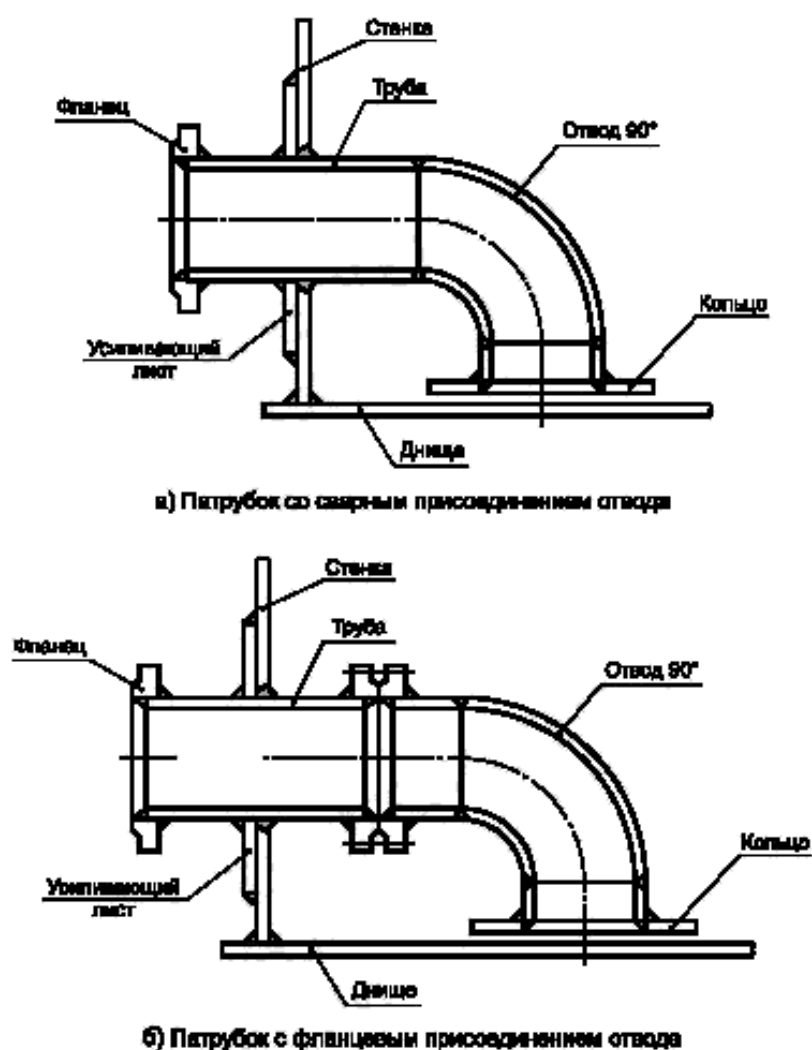 Стенка
Труба
Фланец
Отвод 90°
Кольцо
Усиливающий
лист
Днище
а) Патрубок со сварным присоединением отвода
Стенка
Труба
Фланец
Отвод 90°
Кольцо
Усиливающий
лист
Днище
б) Патрубок с фланцевым присоединением отвода